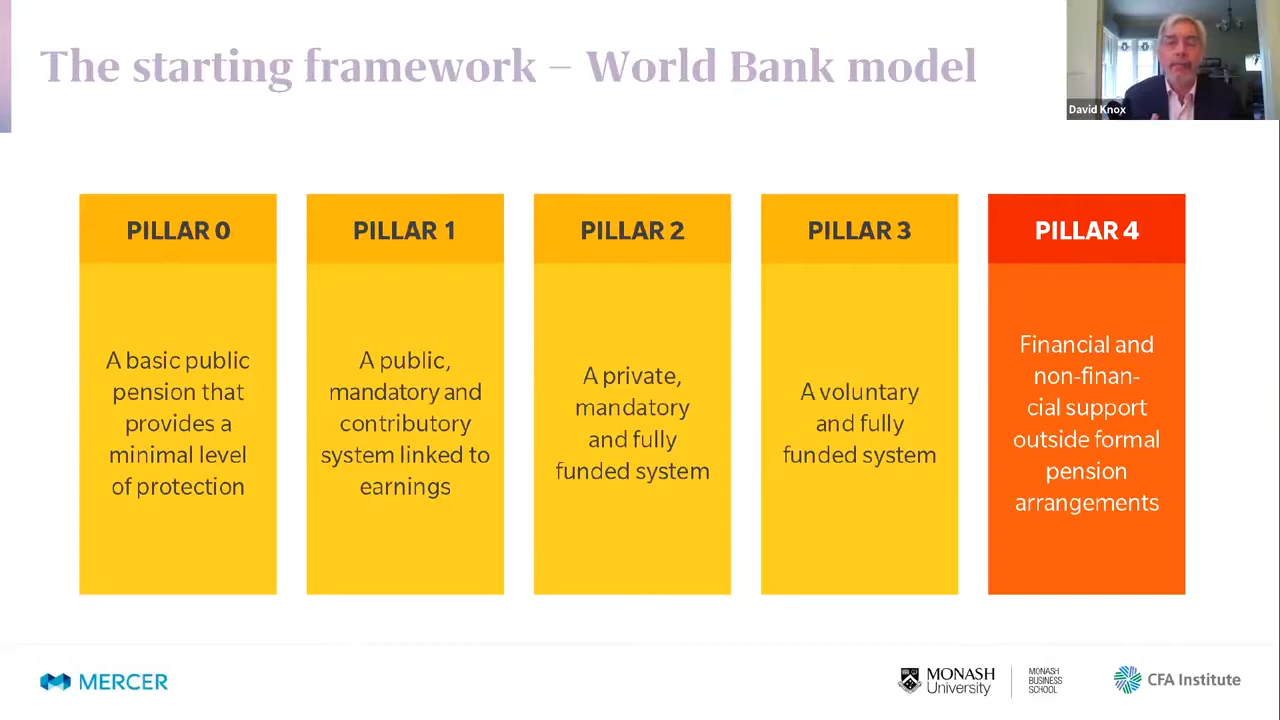 The starting framework – World Bank model
David Knox
PILLAR 0
A basic public
pension that
provides a
minimal level
of protection
PILLAR 1
A public,
mandatory and
contributory
system linked to
earnings
PILLAR 2
A private,
mandatory
and fully
funded system
PILLAR 3
A voluntary
and fully
funded system
PILLAR 4
Financial and
non-finan-
cial support
outside formal
pension
arrangements
MERCER
MONASH
University
MONASH
BUSINESS
SCHOOL
CFA Institute